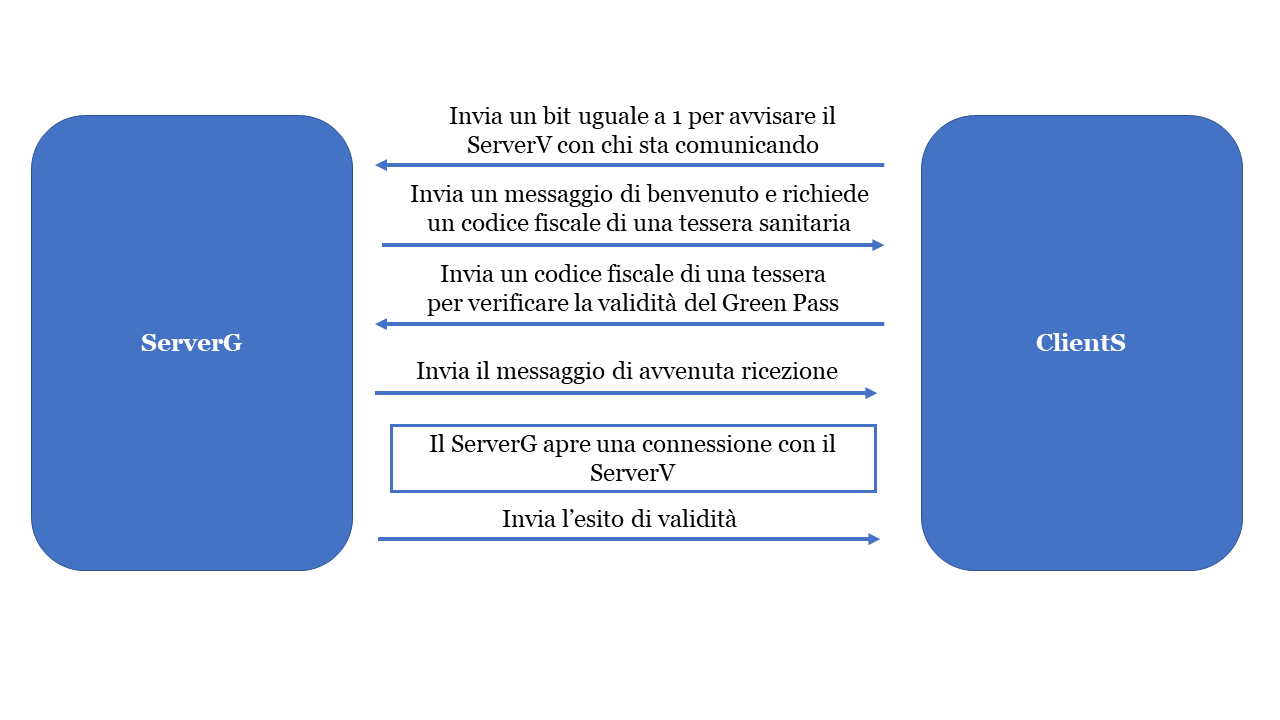 Invia un bit uguale a 1 per avvisare il
ServerV con chi sta comunicando
Invia un messaggio di benvenuto e richiede
un codice fiscale di una tessera sanitaria
Invia un codice fiscale di una tessera
per verificare la validità del Green Pass
ServerG
ClientS
Invia il messaggio di avvenuta ricezione
Il ServerG apre una connessione con il
ServerV
Invia l’esito di validità